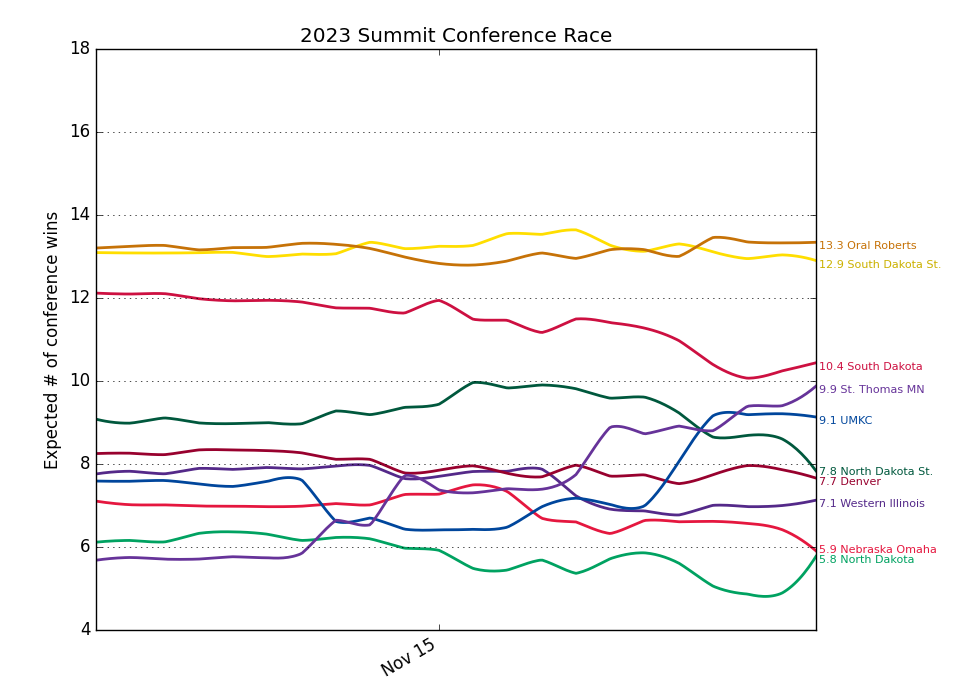 2023 Summit Conference Race
Expected # of conference wins
18
16
14
12
10
8
6
4
Nov 15
13.3 Oral Roberts
12.9 South Dakota St.
10.4 South Dakota
9.9 St. Thomas MN
9.1 UMKC
7.8 North Dakota St.
7.7 Denver
7.1 Western Illinois
5.9 Nebraska Omaha
5.8 North Dakota